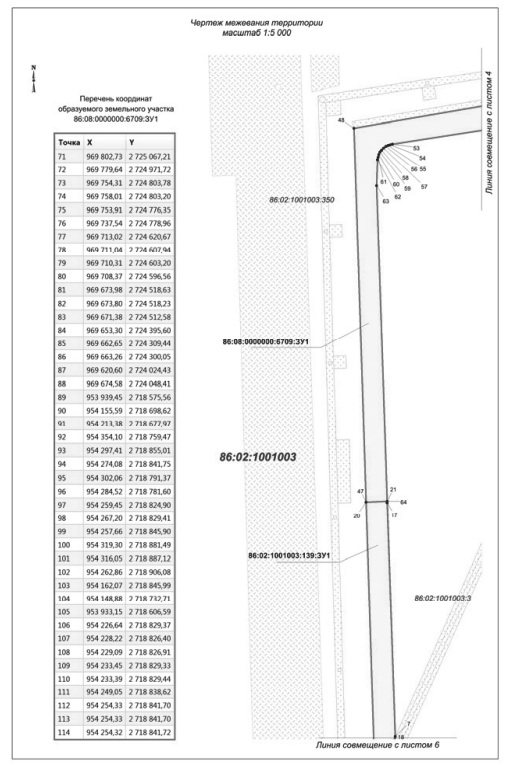 Чертеж межевания территории
масштаб 1:5 000
N
Перечень координат
образуемого земельного участка
86:08:0000000:6709:ЗУ1
Точка X Y
71 969 802,73 2 725 067,21
72 969 779,64 2 724 971,72
73 969 754,31 2 724 803,78
74 969 758,01 2 724 803,20
75 969 753,91 2 724 776,35
76 969 737,54 2 724 778,96
77 969 713,02 2 724 620,67
78 969 711,04 2 724 607,94
79 969 710,31 2 724 603,20
80 969 708,37 2 724 596,56
81 969 673,98 2 724 518,63
82 969 673,80 2 724 518,23
83 969 671,38 2 724 512,58
84 969 653,30 2 724 395,60
85 969 662,65 2 724 309,44
86 969 663,26 2 724 300,05
87 969 620,60 2 724 024,43
88 969 674,58 2 724 048,41
89 953 939,45 2 718 575,56
90 954 155,59 2 718 698,62
91 954 213,38 2 718 677,97
92 954 354,10 2 718 759,47
93 954 297,41 2 718 855,01
94 954 274,08 2 718 841,75
95 954 302,06 2 718 791,37
96 954 284,52 2 718 781,60
97 954 259,45 2 718 824,90
98 954 267,20 2 718 829,41
99 954 257,66 2 718 845,90
100 954 319,30 2 718 881,49
101 954 316,05 2 718 887,12
102 954 262,86 2 718 906,08
103 954 162,07 2 718 845,99
104 954 148,88 2 718 732,71
105 953 933,15 2 718 606,59
106 954 226,64 2 718 829,37
107 954 228,22 2 718 826,40
108 954 229,09 2 718 826,91
109 954 233,45 2 718 829,33
110 954 233,39 2 718 829,44
111 954 249,05 2 718 838,62
112 954 254,33 2 718 841,70
113 954 254,33 2 718 841,70
114 954 254,32 2 718 841,72
Линия совмещение с листом 4
48
53
54
56 55
58
57
61 60 59
63 62
86:02:1001003:350
86:08:0000000:6709:ЗУ1
86:02:1001003
47 21
64
20 17
86:02:1001003:139:ЗУ1
86:02:1001003:3
7
18
Линия совмещение с листом 6